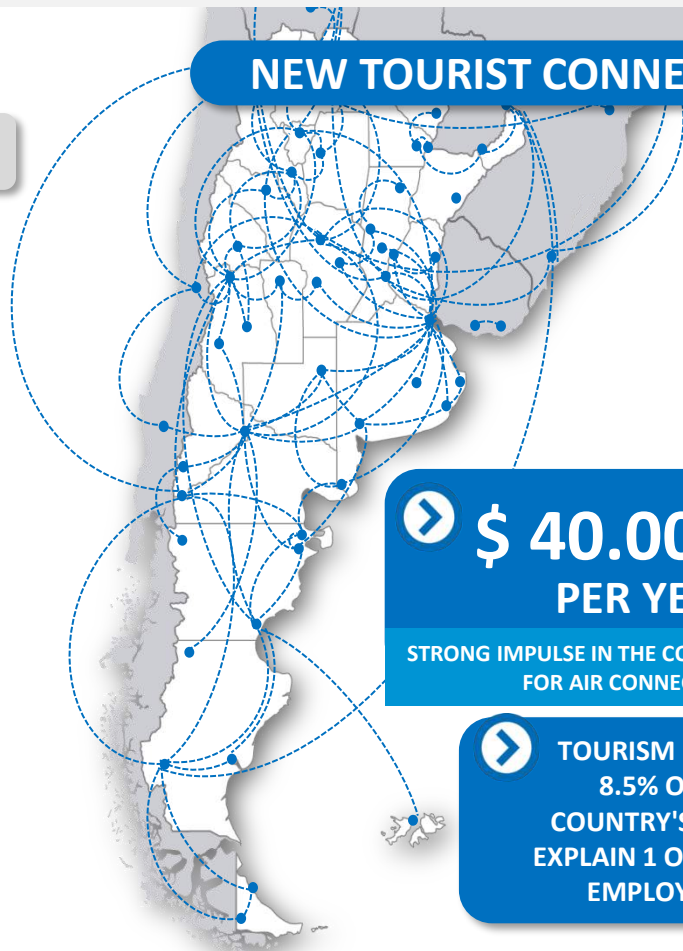 NEW TOURIST CONNE
$ 40.00
PER YE
STRONG IMPULSE IN THE CO
FOR AIR CONNEC
TOURISM
8.5% O
COUNTRY'S
EXPLAIN 1 O
EMPLOY